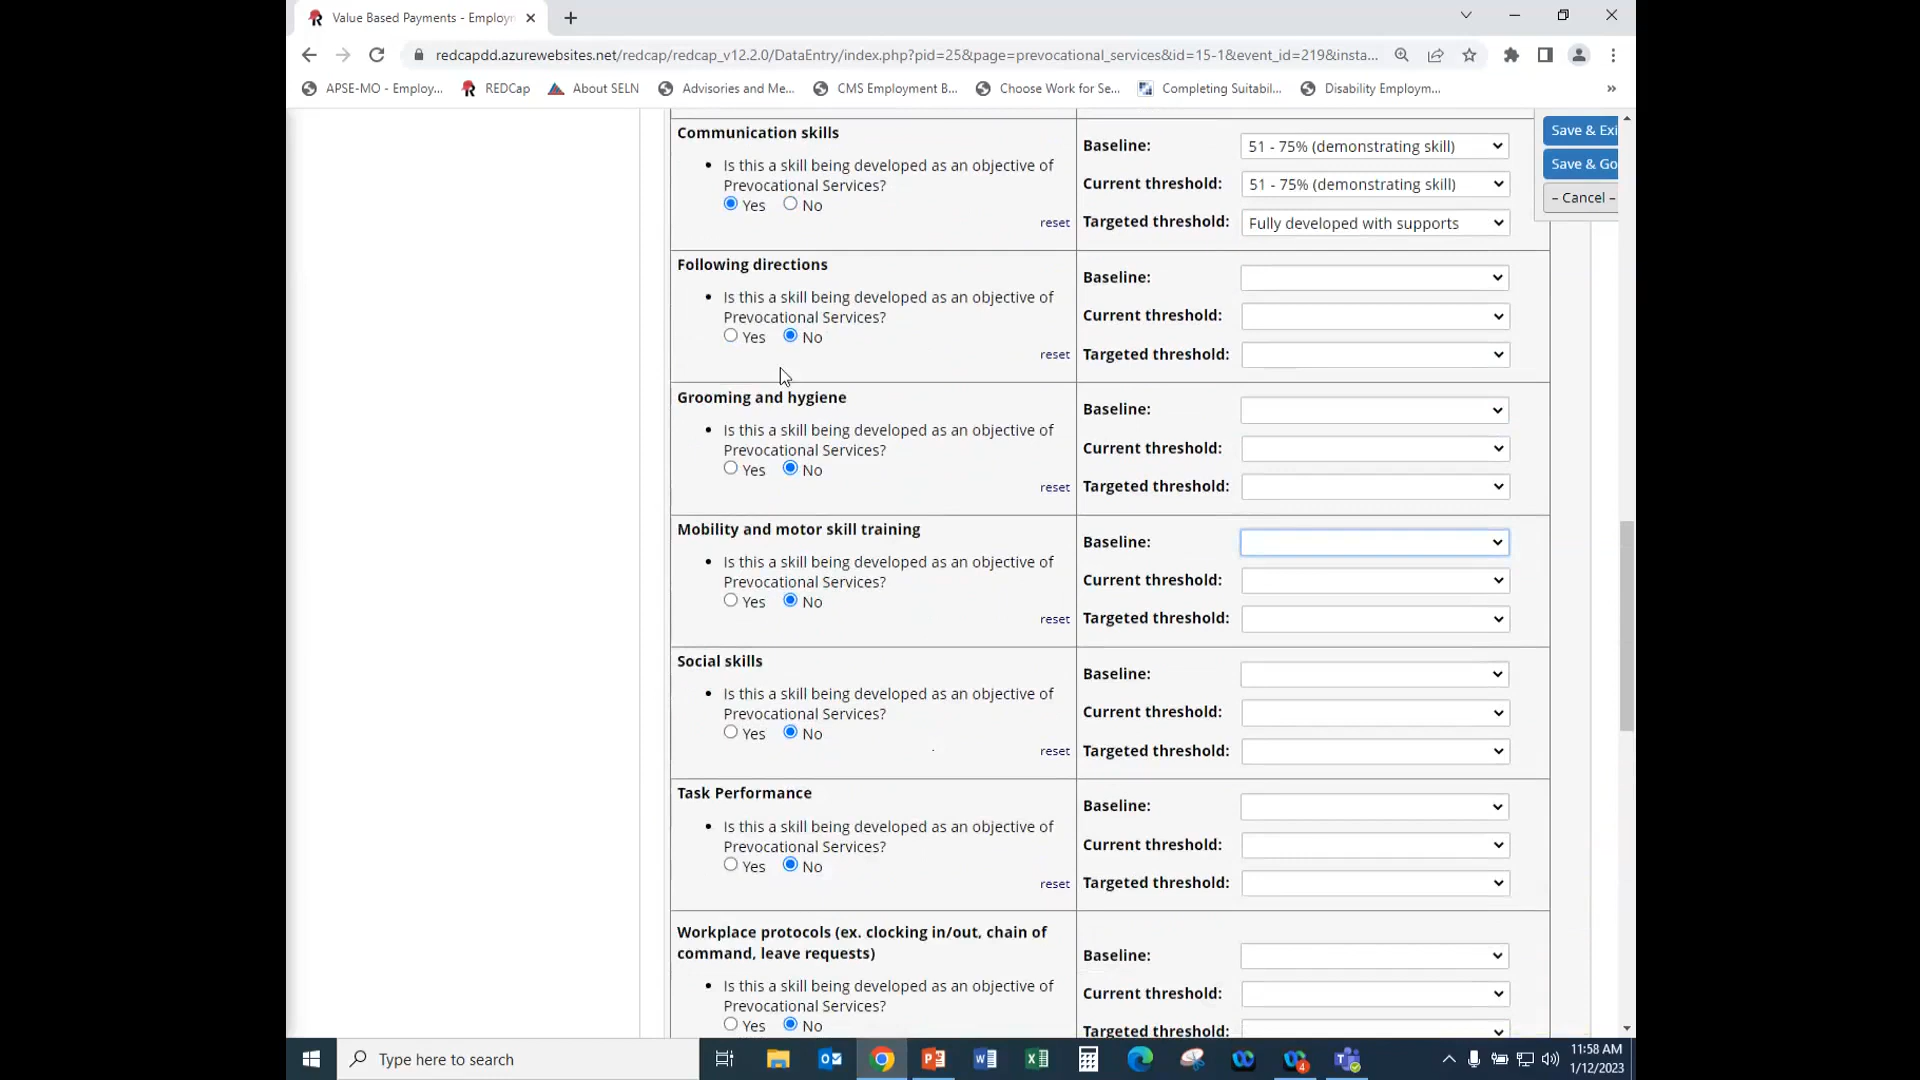 Value Based Payments - Employ
redcapdd.azurewebsites.net/redcap/redcap_v12.2.0/DataEntry/index.php?pid=25&page=prevocational_services&id=15-1&event_id=219&insta...
APSE-MO - Employ... REDCap About SELN Advisories and Me... CMS Employment B... Choose Work for Se... Completing Suitabil... Disability Employm... »
Communication skills
Is this a skill being developed as an objective of
Prevocational Services?
Yes No
reset
Baseline: 51 - 75% (demonstrating skill)
Current threshold: 51 - 75% (demonstrating skill)
Targeted threshold: Fully developed with supports
Save & Exi
Save & Go
– Cancel –
Following directions
Is this a skill being developed as an objective of
Prevocational Services?
Yes No
reset
Baseline:
Current threshold:
Targeted threshold:
Grooming and hygiene
Is this a skill being developed as an objective of
Prevocational Services?
Yes No
reset
Baseline:
Current threshold:
Targeted threshold:
Mobility and motor skill training
Is this a skill being developed as an objective of
Prevocational Services?
Yes No
reset
Baseline:
Current threshold:
Targeted threshold:
Social skills
Is this a skill being developed as an objective of
Prevocational Services?
Yes No
reset
Baseline:
Current threshold:
Targeted threshold:
Task Performance
Is this a skill being developed as an objective of
Prevocational Services?
Yes No
reset
Baseline:
Current threshold:
Targeted threshold:
Workplace protocols (ex. clocking in/out, chain of
command, leave requests)
Is this a skill being developed as an objective of
Prevocational Services?
Yes No
Baseline:
Current threshold:
Targeted threshold:
Type here to search
11:58 AM
1/12/2023